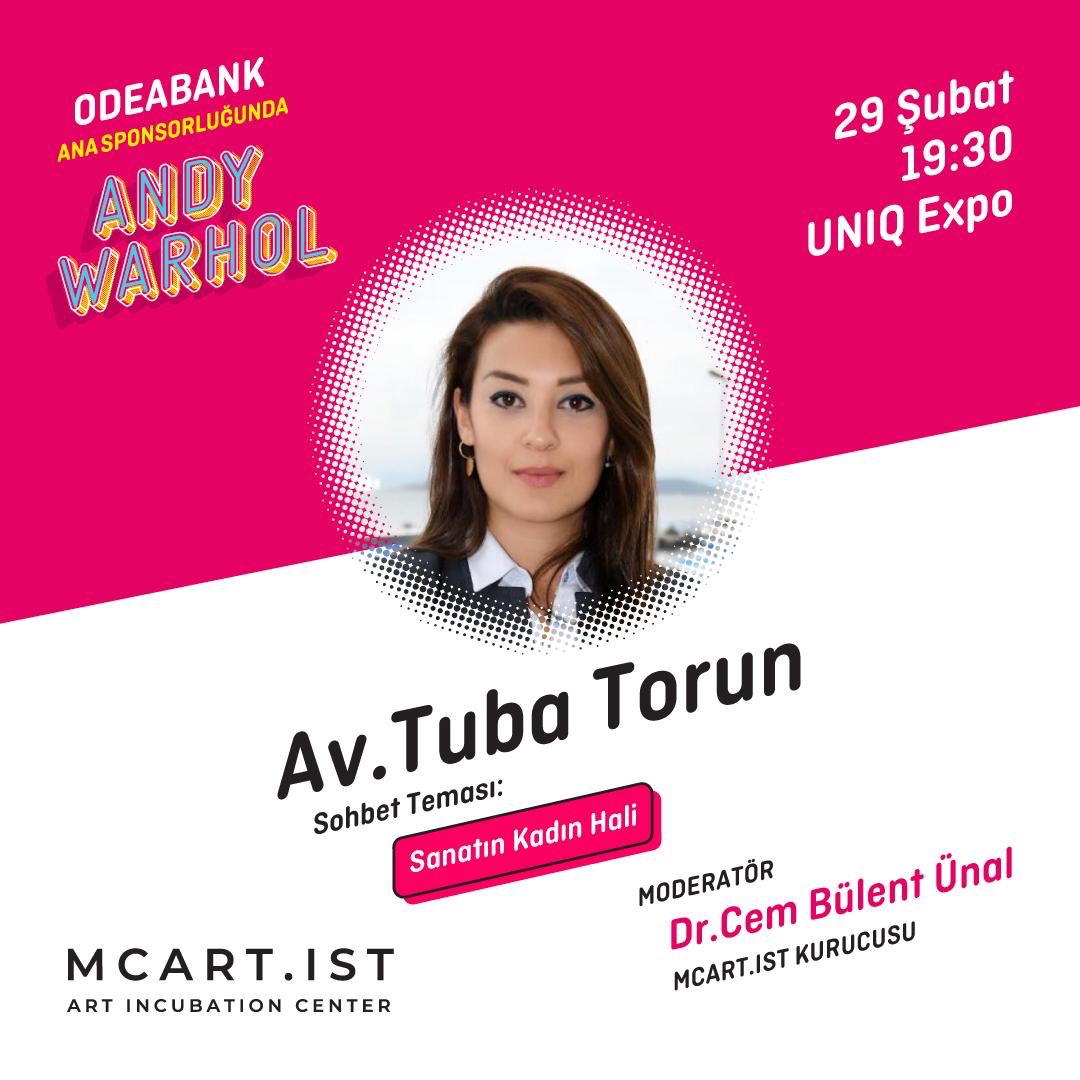 ODEABANK
ANA SPONSORLUĞUNDA
ANDY
WARHOL
29 Şubat
19:30
UNIQ Expo
Av.Tuba Torun
Sohbet Teması:
Sanatın Kadın Hali
MODERATÖR
Dr.Cem Bülent Ünal
MCART.IST KURUCUSU
MCART.IST
ART INCUBATION CENTER